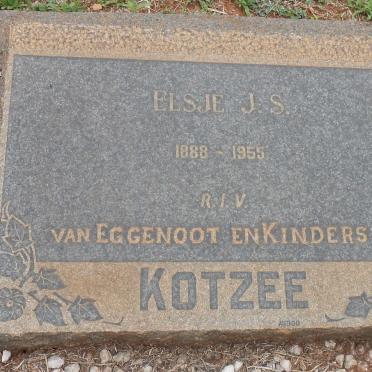 ELSJE J. S.
1888 - 1955
R.I.V.
VAN EGGENOOT EN KINDERS
KOTZEE